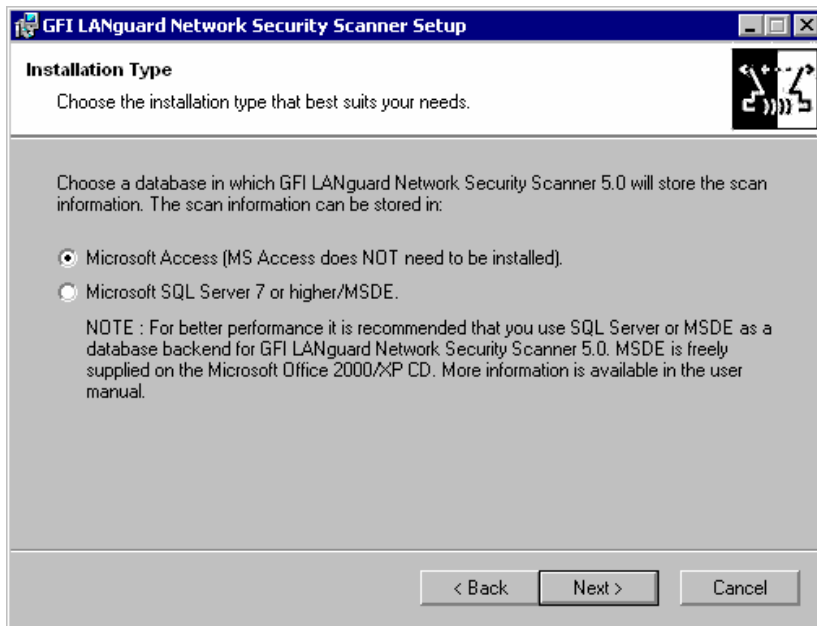 GFI LANguard Network Security Scanner Setup
Installation Type
Choose the installation type that best suits your needs.
Choose a database in which GFI LANguard Network Security Scanner 5.0 will store the scan
information. The scan information can be stored in:
Microsoft Access (MS Access does NOT need to be installed).
Microsoft SQL Server 7 or higher/MSDE.
NOTE : For better performance it is recommended that you use SQL Server or MSDE as a
database backend for GFI LANguard Network Security Scanner 5.0. MSDE is freely
supplied on the Microsoft Office 2000/XP CD. More information is available in the user
manual.
< Back Next > Cancel